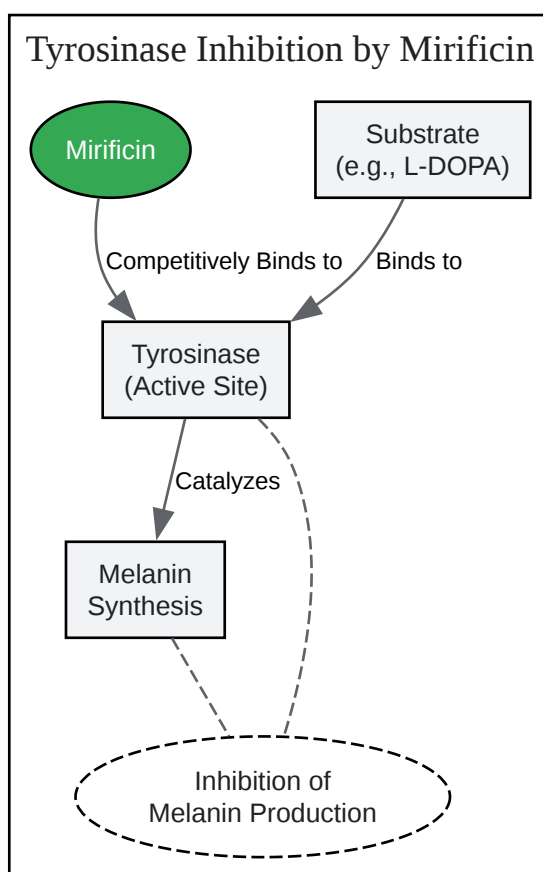 Tyrosinase Inhibition by Mirificin
Mirificin
Substrate
(e.g., L-DOPA)
Competitively Binds to
Binds to
Tyrosinase
(Active Site)
Catalyzes
Melanin
Synthesis
Inhibition of
Melanin Production